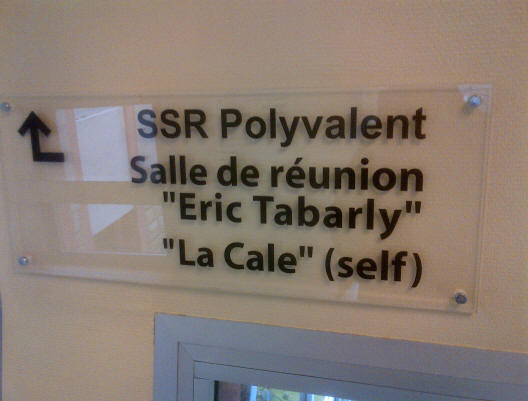 SSR Polyvalent
Salle de réunion
"Eric Tabarly"
"La Cale" (self)